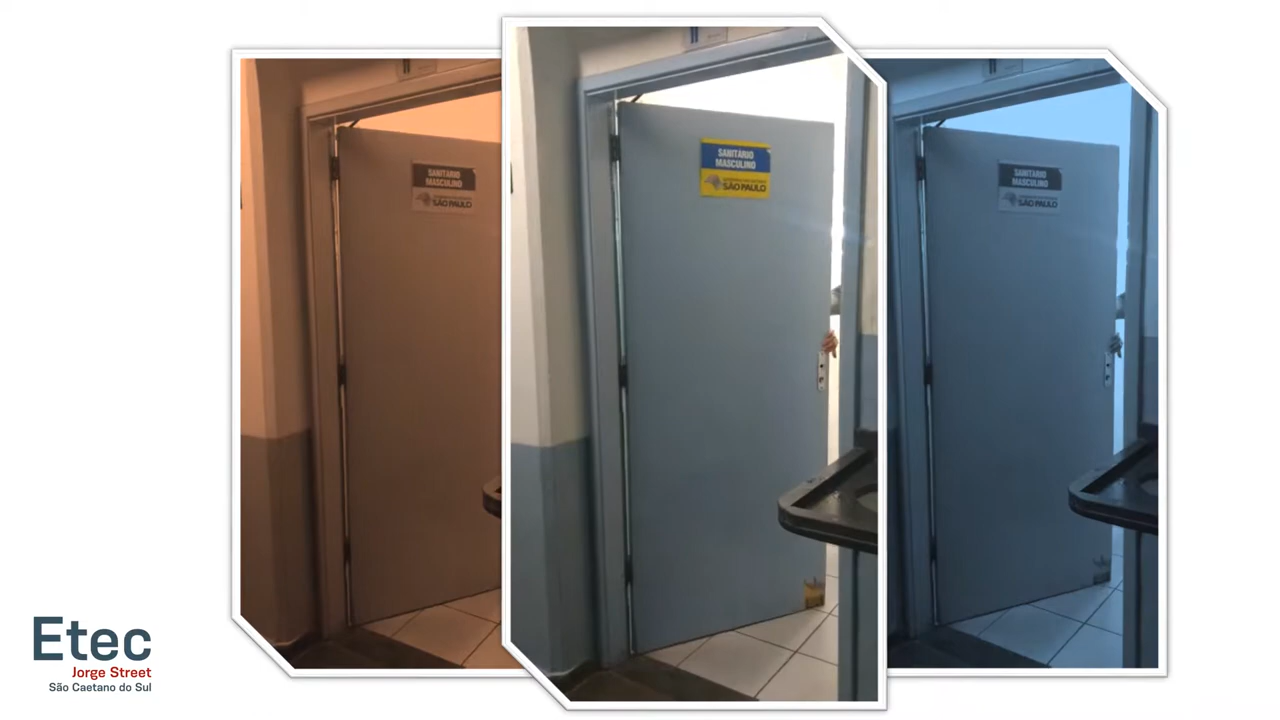 SANITÁRIO
MASCULINO
SÃO PAULO
SANITÁRIO
MASCULINO
SÃO PAULO
SANITÁRIO
MASCULINO
SÃO PAULO
Etec
Jorge Street
São Caetano do Sul